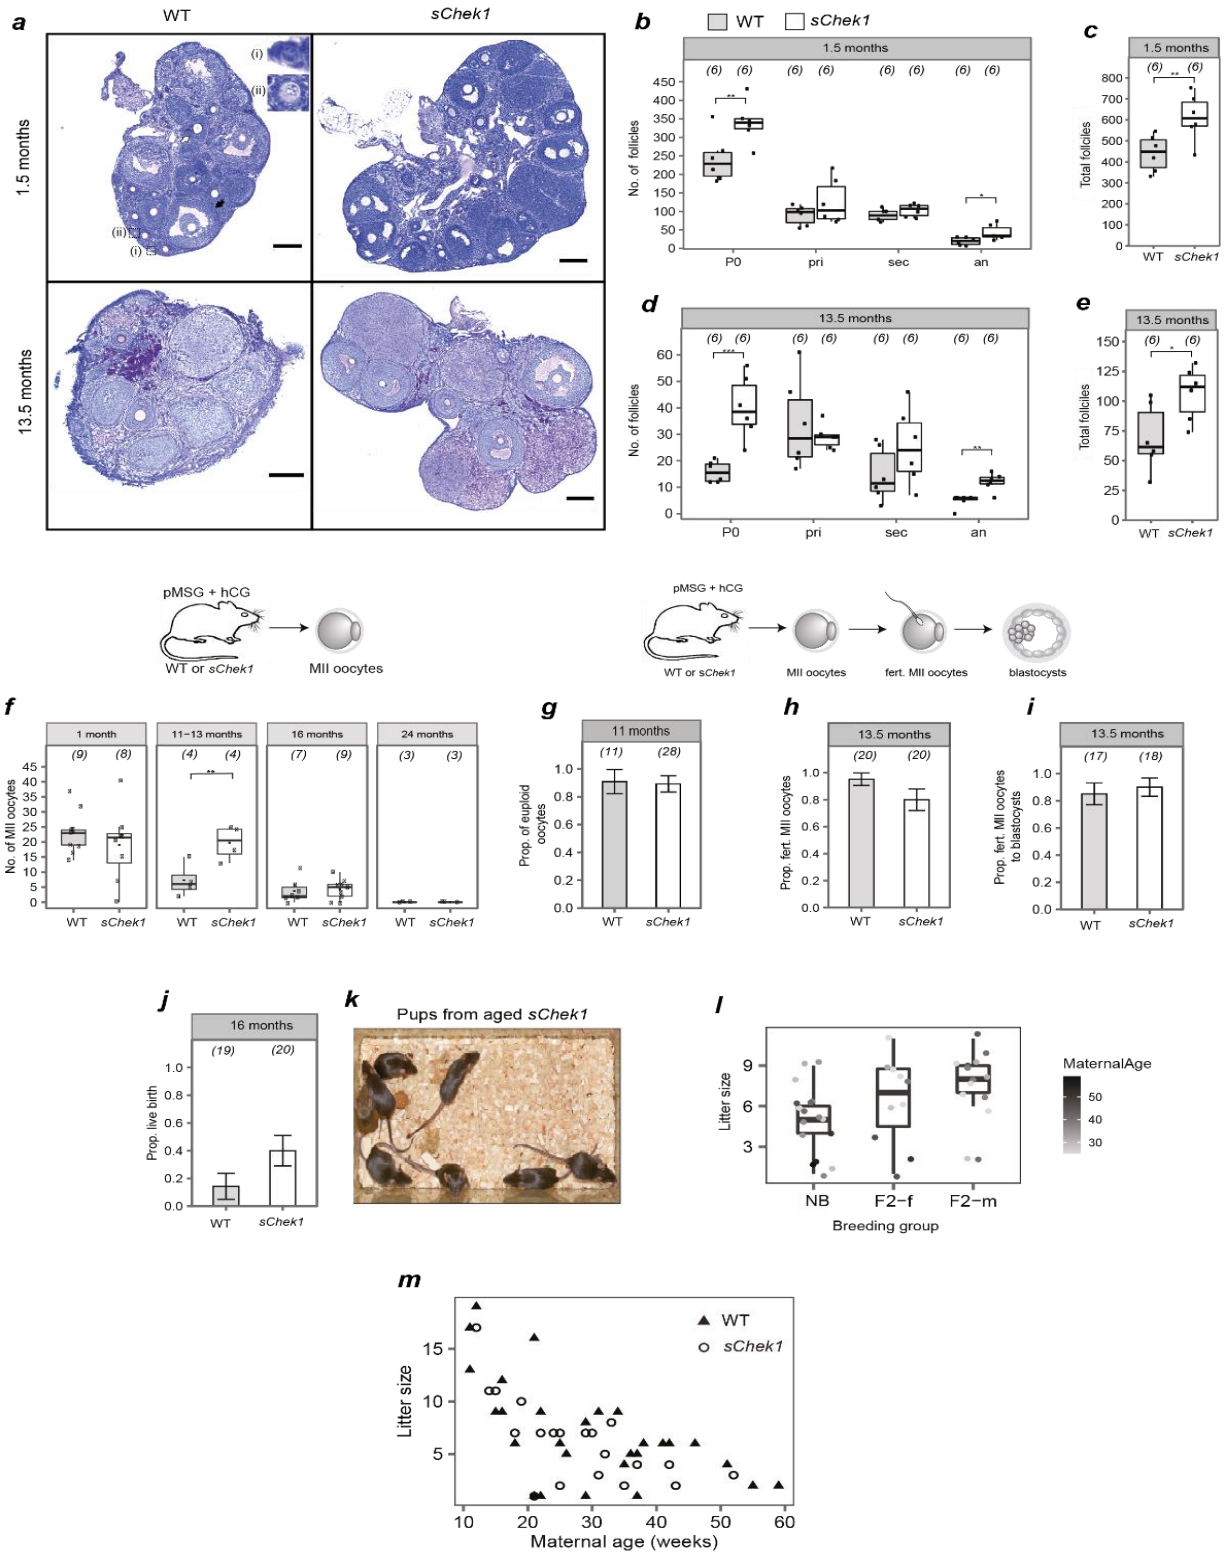 WT
sChek1
a
(i)
(ii)
1.5 months
(ii)
(i)
13.5 months
b
WT
sChek1
1.5 months
(6) (6) (6) (6) (6) (6) (6) (6)
**
*
No. of follicles
450
400
350
300
250
200
150
100
50
0
P0 pri sec an
c
1.5 months
(6) (6)
**
Total follicles
800
700
600
500
400
300
200
100
0
WT sChek1
d
13.5 months
(6) (6) (6) (6) (6) (6) (6) (6)
***
**
No. of follicles
60
50
40
30
20
10
0
P0 pri sec an
e
13.5 months
(6) (6)
*
Total follicles
150
125
100
75
50
25
0
WT sChek1
pMSG + hCG
WT or sChek1
MII oocytes
pMSG + hCG
WT or sChek1
MII oocytes
fert. MII oocytes
blastocysts
f
1 month
11−13 months
16 months
24 months
(9) (8) (4) (4) (7) (9) (3) (3)
**
No. of MII oocytes
45
40
35
30
25
20
15
10
5
0
WT sChek1 WT sChek1 WT sChek1 WT sChek1
g
11 months
(11) (28)
Prop. of euploid
oocytes
1.0
0.8
0.6
0.4
0.2
0.0
WT sChek1
h
13.5 months
(20) (20)
Prop. fert. MII oocytes
1.0
0.8
0.6
0.4
0.2
0.0
WT sChek1
i
13.5 months
(17) (18)
Prop. fert. MII oocytes
to blastocysts
1.0
0.8
0.6
0.4
0.2
0.0
WT sChek1
j
16 months
(19) (20)
Prop. live birth
1.0
0.8
0.6
0.4
0.2
0.0
WT sChek1
k
Pups from aged sChek1
l
Litter size
9
6
3
NB F2−f F2−m
Breeding group
MaternalAge
50
40
30
m
WT
sChek1
Litter size
15
10
5
10 20 30 40 50 60
Maternal age (weeks)